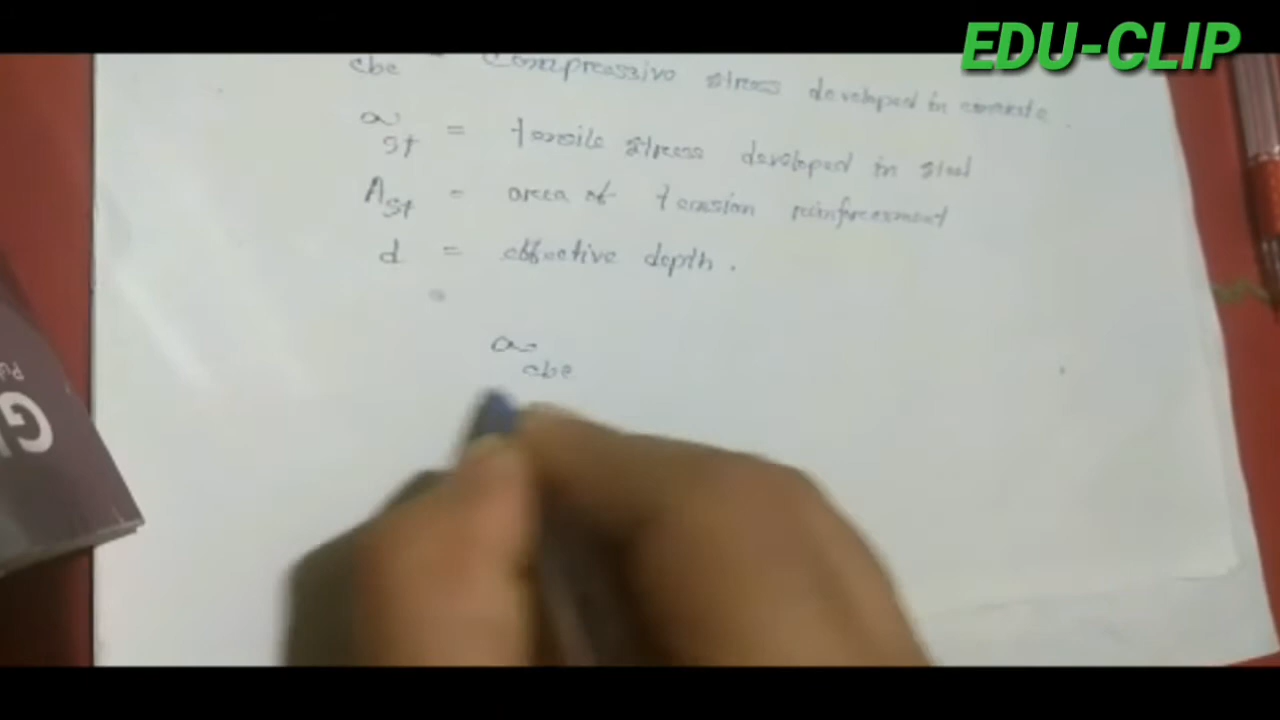 EDU-CLIP
cbc = Compressive stress developed in concrete.
σst = tensile stress developed in steel
Ast = area of tension reinforcement
d = effective depth.
=
σcbc